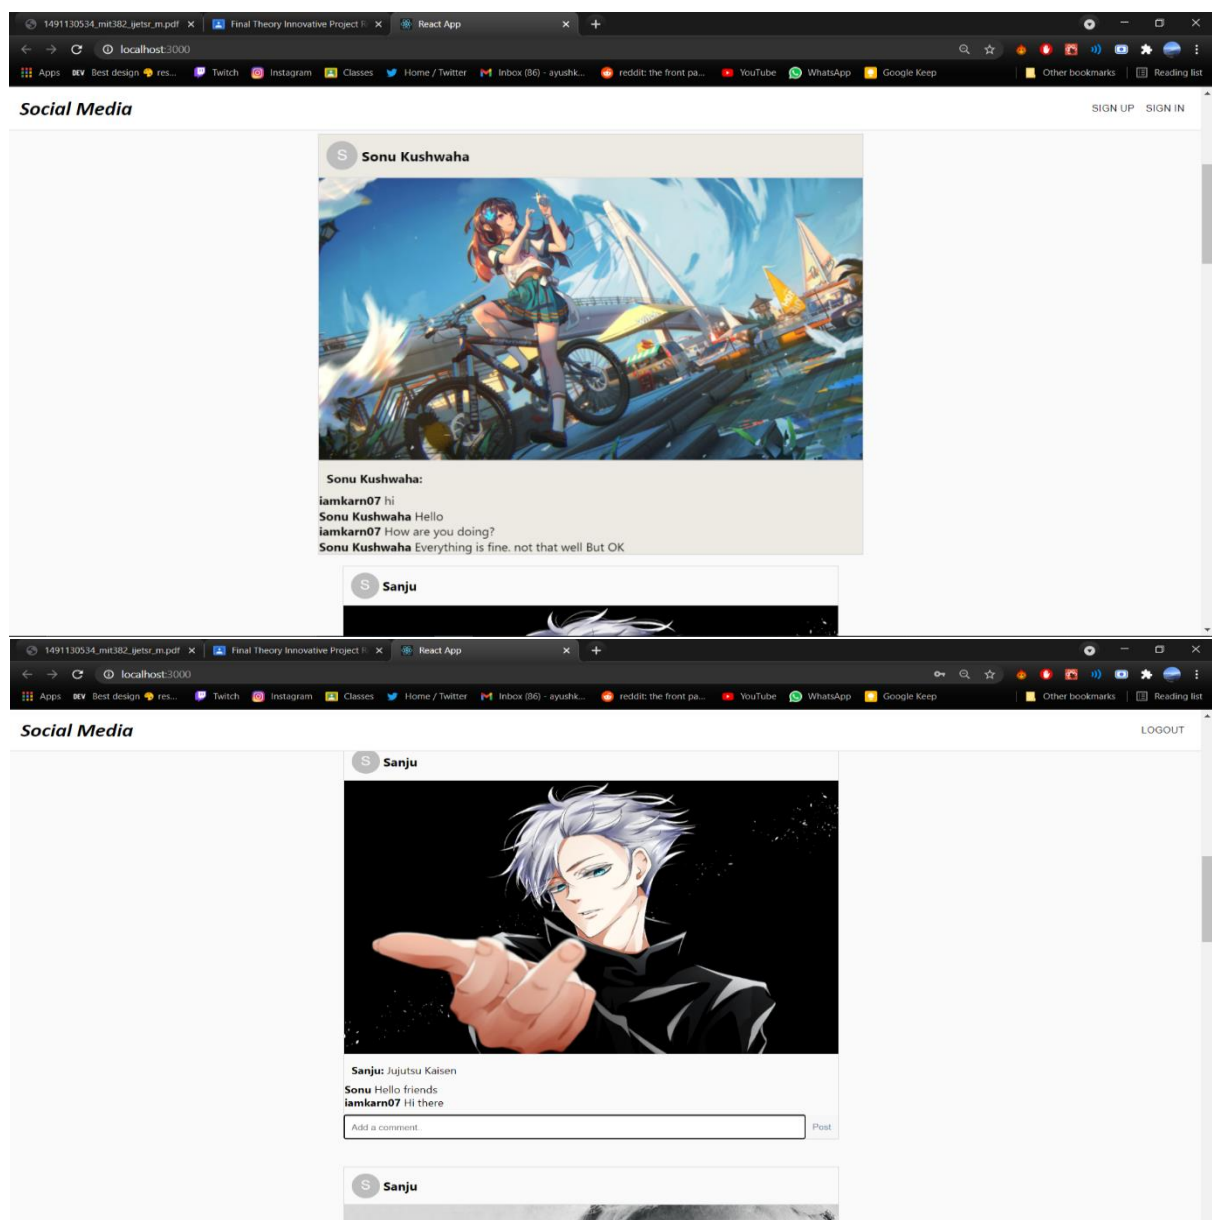 1491130534_mit382_ijetsr_m.pdf Final Theory Innovative Project R React App
localhost:3000
Apps DEV Best design res... Twitch Instagram Classes Home / Twitter Inbox (86) - ayushk... reddit: the front pa... YouTube WhatsApp Google Keep Other bookmarks Reading list
Social Media SIGN UP SIGN IN
S Sonu Kushwaha
Sonu Kushwaha:
iamkarn07 hi
Sonu Kushwaha Hello
iamkarn07 How are you doing?
Sonu Kushwaha Everything is fine. not that well But OK
S Sanju
1491130534_mit382_ijetsr_m.pdf Final Theory Innovative Project R React App
localhost:3000
Apps DEV Best design res... Twitch Instagram Classes Home / Twitter Inbox (86) - ayushk... reddit: the front pa... YouTube WhatsApp Google Keep Other bookmarks Reading list
Social Media LOGOUT
S Sanju
Sanju: Jujutsu Kaisen
Sonu Hello friends
iamkarn07 Hi there
Add a comment.. Post
S Sanju